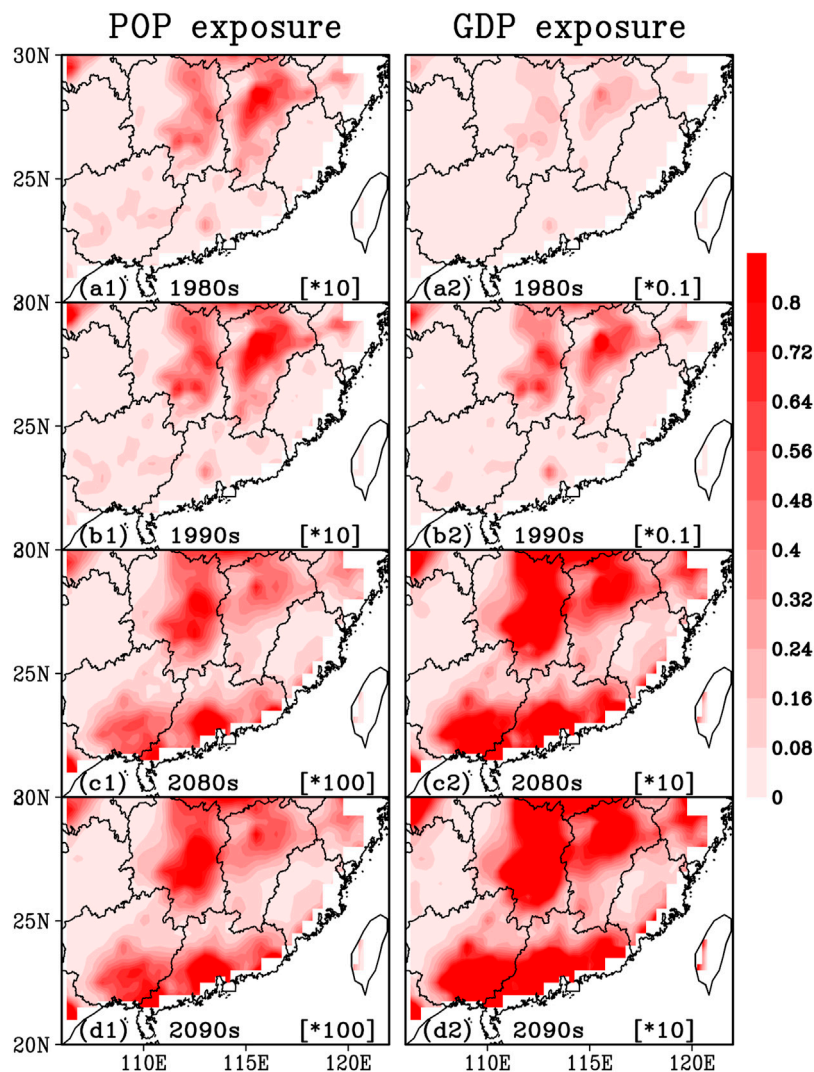 POP exposure GDP exposure
30N
25N
(a1) 1980s [*10] (a2) 1980s [*0.1]
30N
0.8
0.72
25N
0.64
0.56
0.48
(b1) 1990s [*10] (b2) 1990s [*0.1]
30N
0.4
0.32
0.24
25N
0.16
0.08
(c1) 2080s [*100] (c2) 2080s [*10]
30N
0
25N
(d1) 2090s [*100] (d2) 2090s [*10]
20N
110E 115E 120E 110E 115E 120E